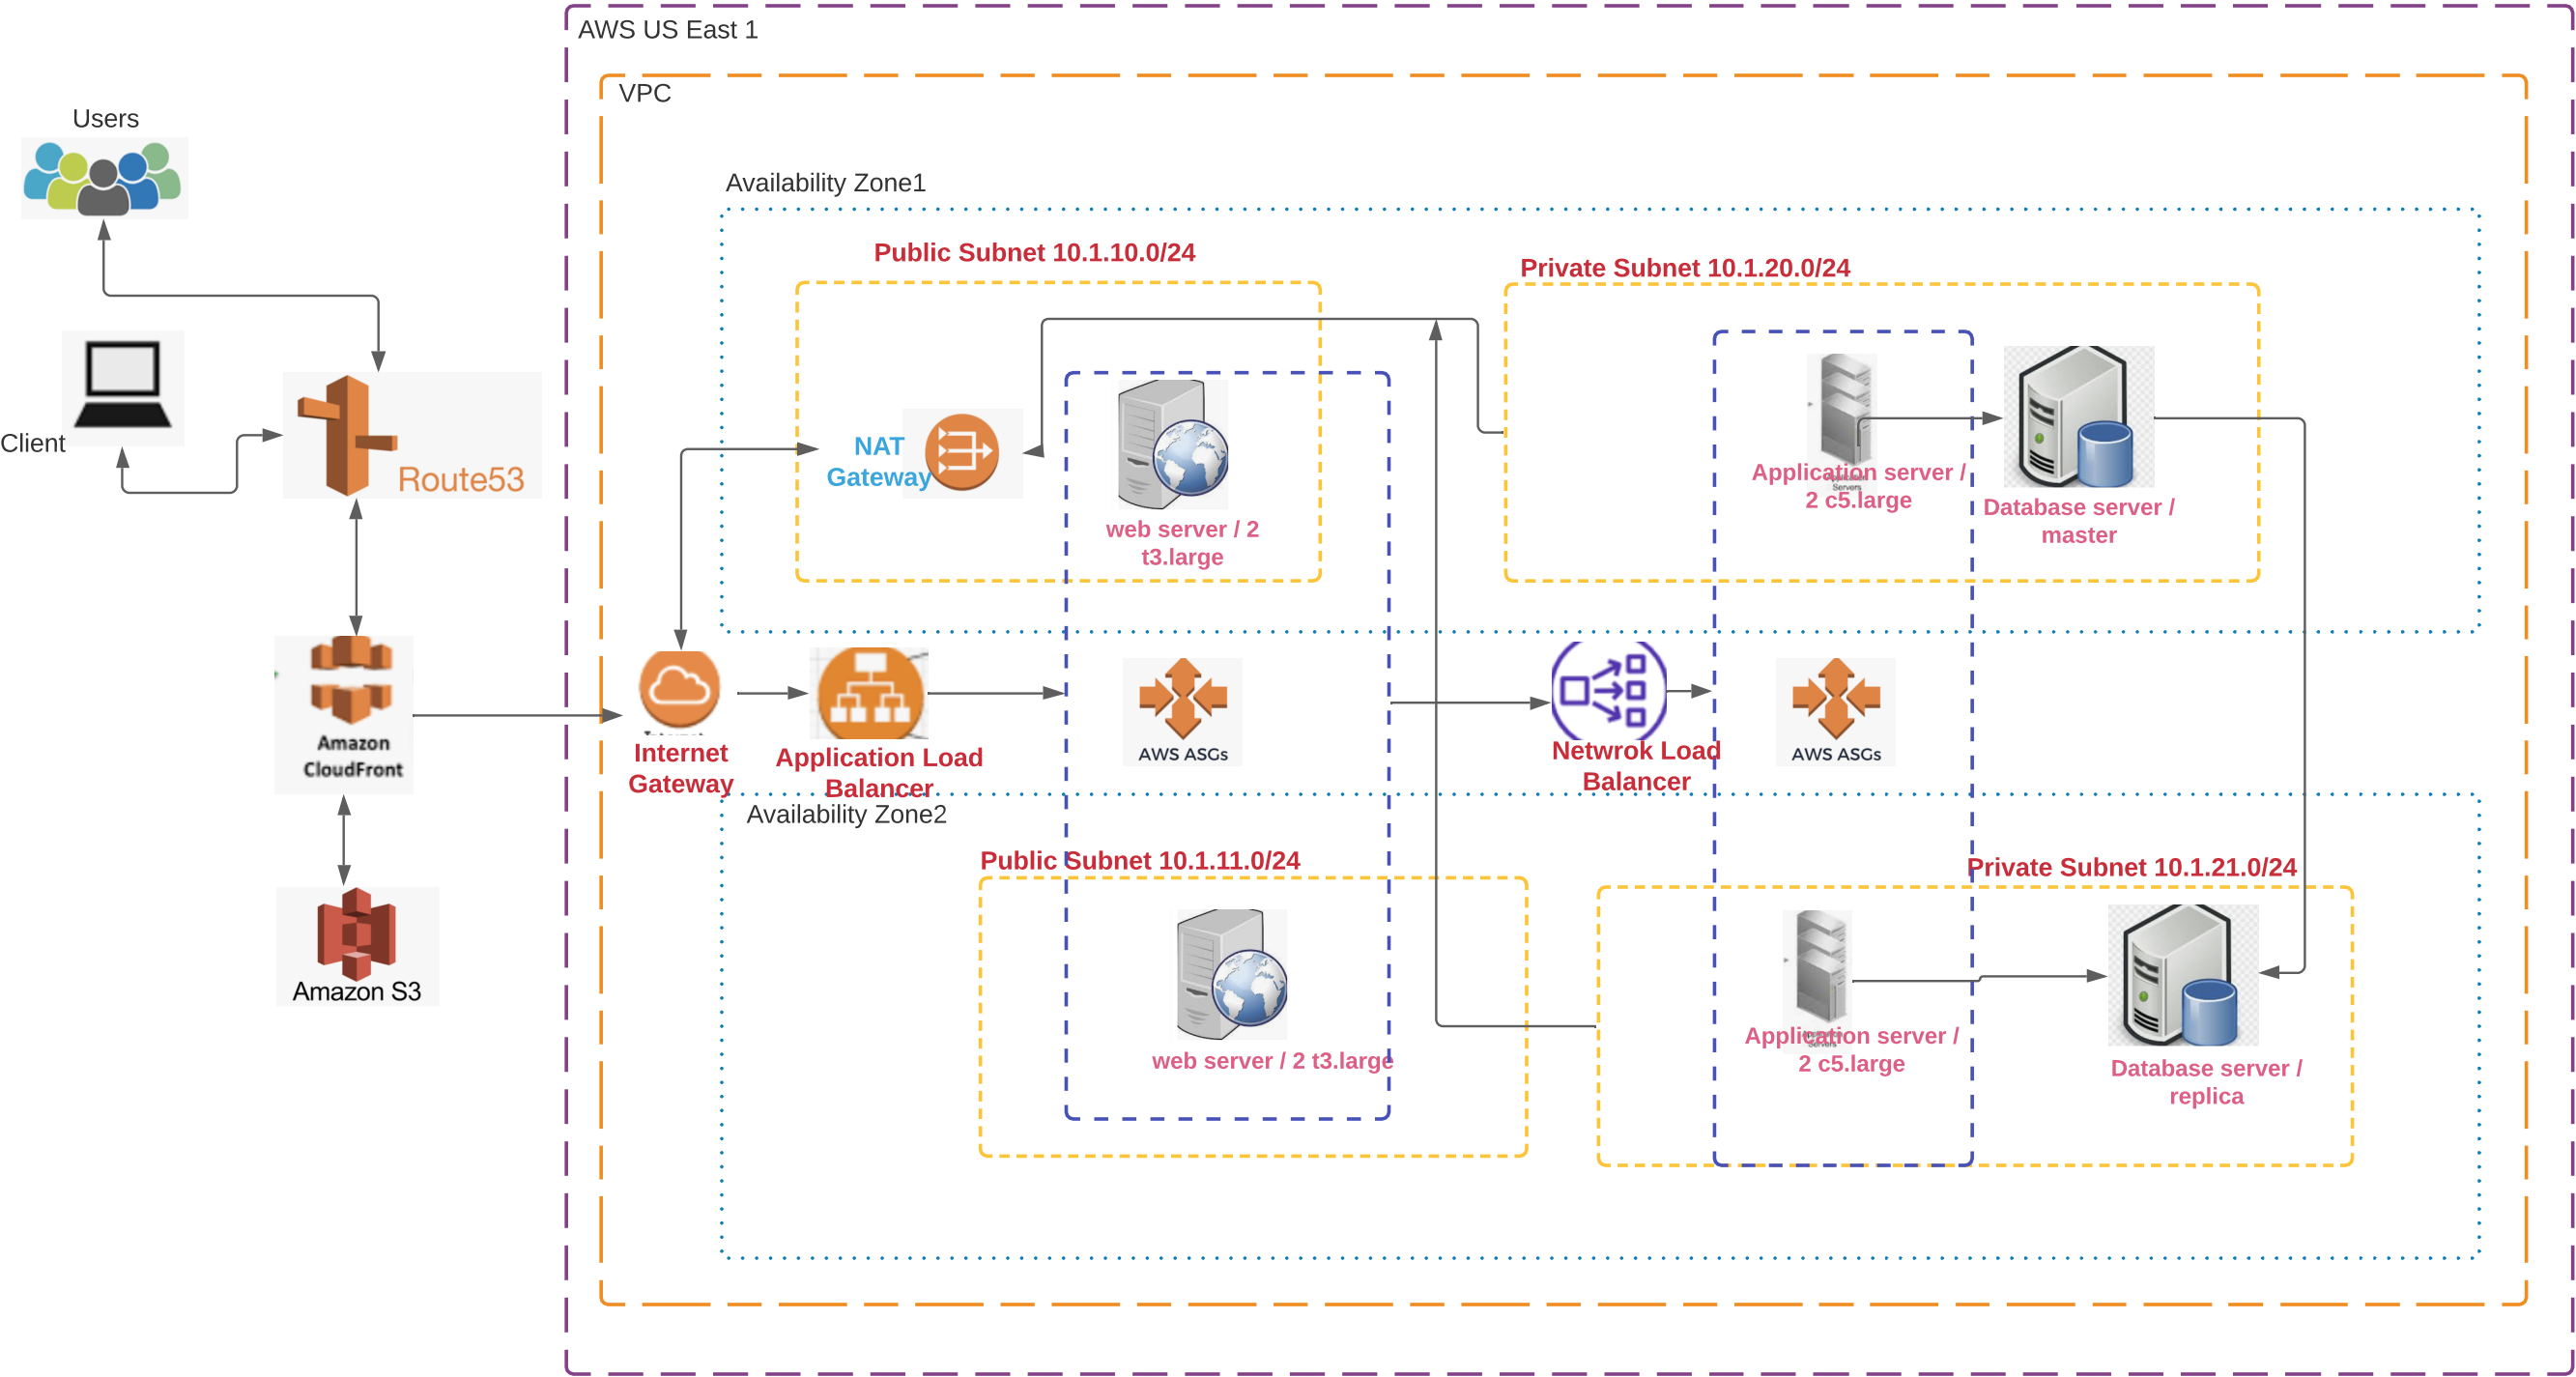 AWS US East 1
VPC
Users
Client
Route53
Amazon
CloudFront
Amazon S3
Availability Zone1
Public Subnet 10.1.10.0/24
NAT
Gateway
web server / 2
t3.large
Private Subnet 10.1.20.0/24
Application server /
2 c5.large
Servers
Database server /
master
Internet
Gateway
Application Load
Balancer
AWS ASGs
Netwrok Load
Balancer
AWS ASGs
Availability Zone2
Public Subnet 10.1.11.0/24
web server / 2 t3.large
Private Subnet 10.1.21.0/24
Application server /
2 c5.large
Servers
Database server /
replica